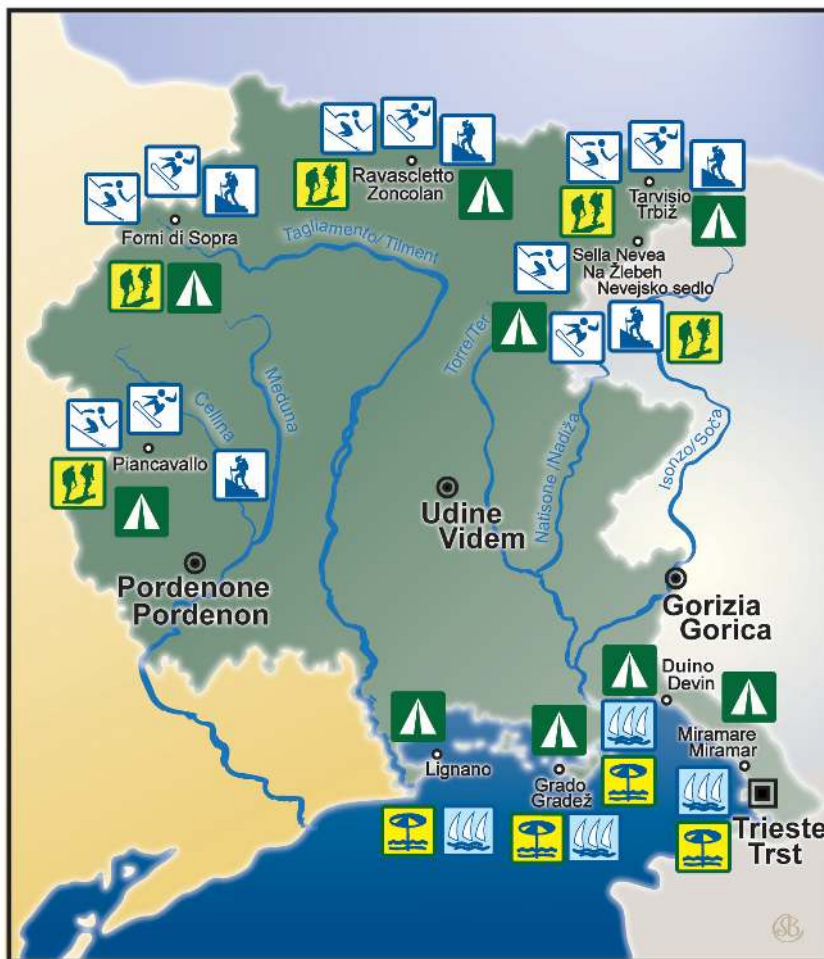 Ravascletto
Zoncolan
Tarvisio
Trbiž
Forni di Sopra
Tagliamento/Tilment
Sella Nevea
Na Žlebeh
Nevejsko sedlo
Torre/Ter
Meduna
Cellina
Natisone/Nadiža
Isonzo/Soča
Piancavallo
Udine
Videm
Pordenone
Pordenon
Gorizia
Gorica
Duino
Devin
Miramare
Miramar
Lignano
Grado
Gradež
Trieste
Trst